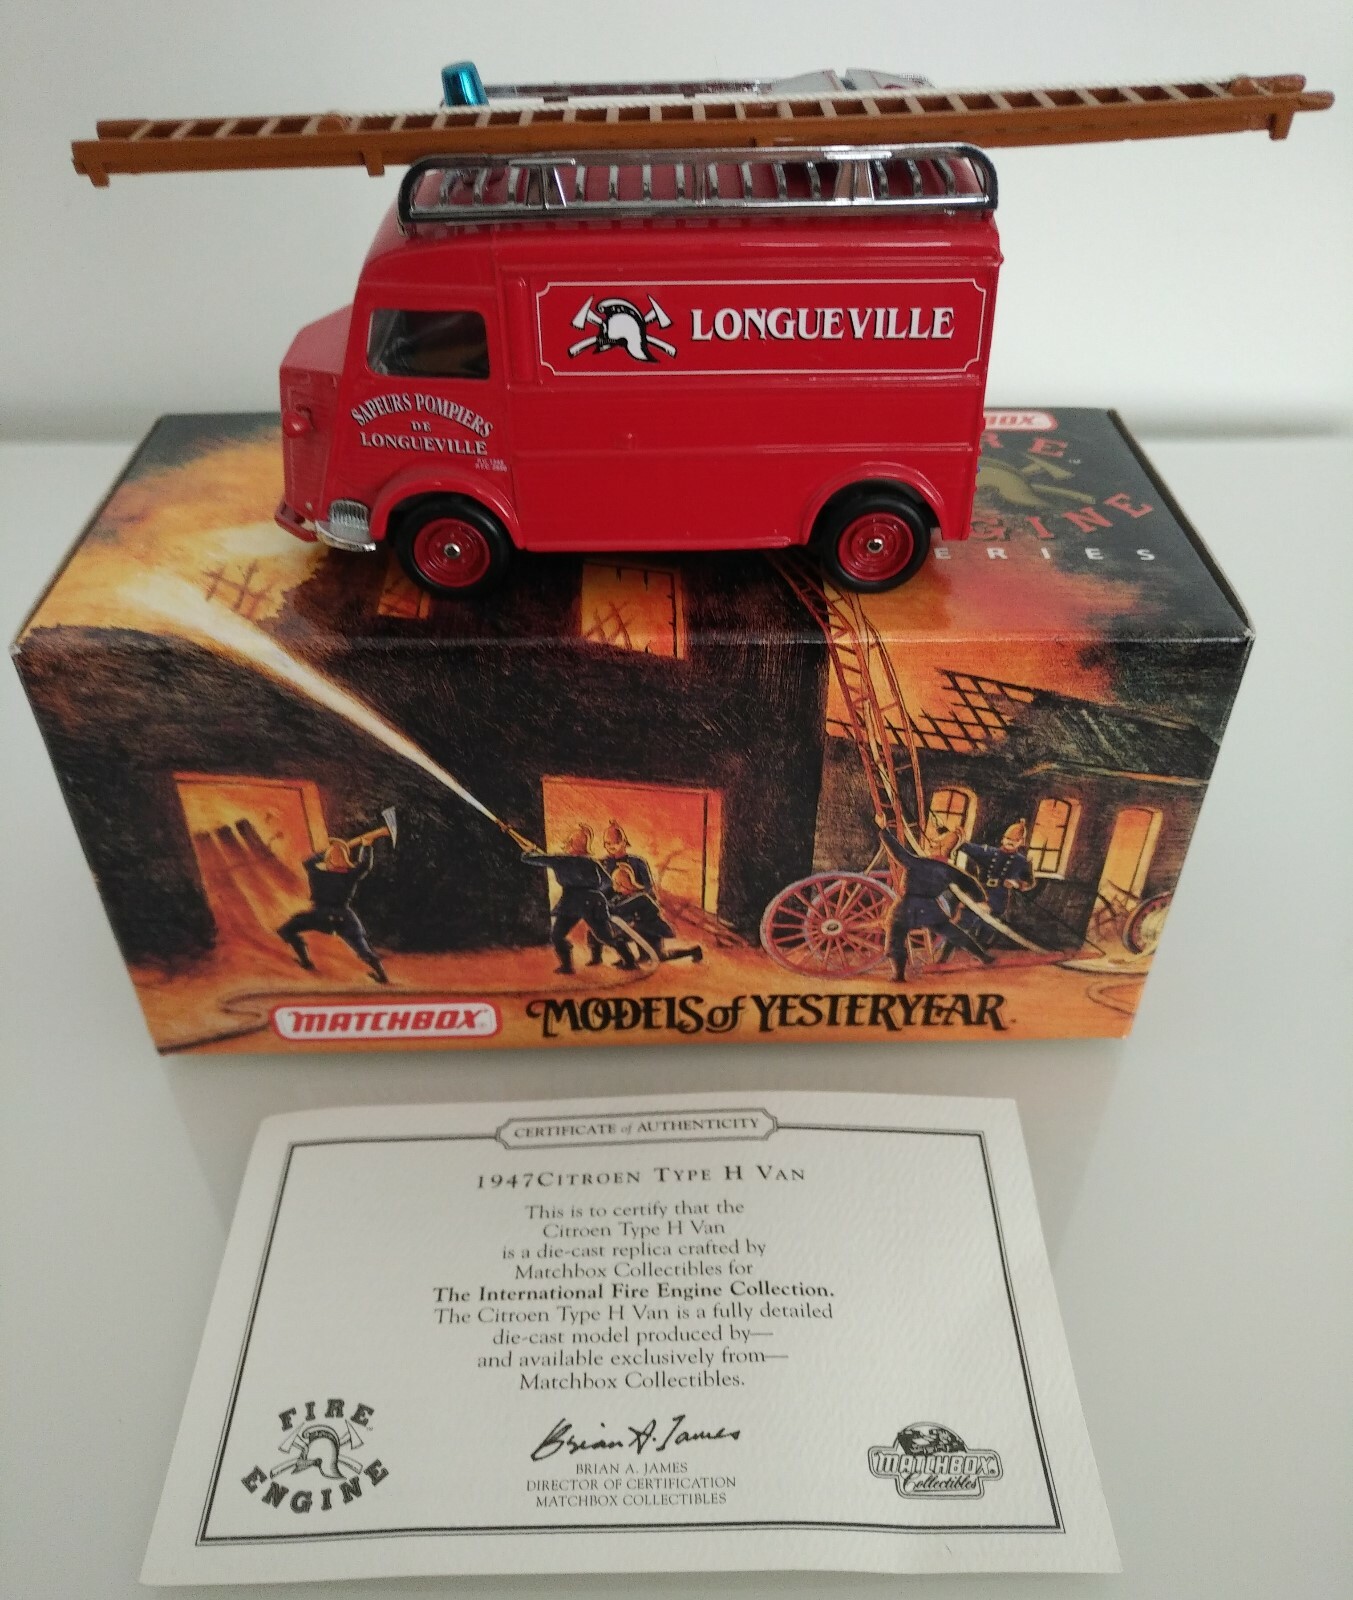 LONGUEVILLE
SAPEURS POMPIERS
DE
LONGUEVILLE
MATCHBOX
MODELS of YESTERYEAR
CERTIFICATE of AUTHENTICITY
1947CITROEN TYPE H VAN
This is to certify that the
Citroen Type H Van
is a die-cast replica crafted by
Matchbox Collectibles for
The International Fire Engine Collection.
The Citroen Type H Van is a fully detailed
die-cast model produced by—
and available exclusively from—
Matchbox Collectibles.
FIRE
ENGINE
Brian A. James
BRIAN A. JAMES
DIRECTOR OF CERTIFICATION
MATCHBOX COLLECTIBLES
MATCHBOX
Collectibles